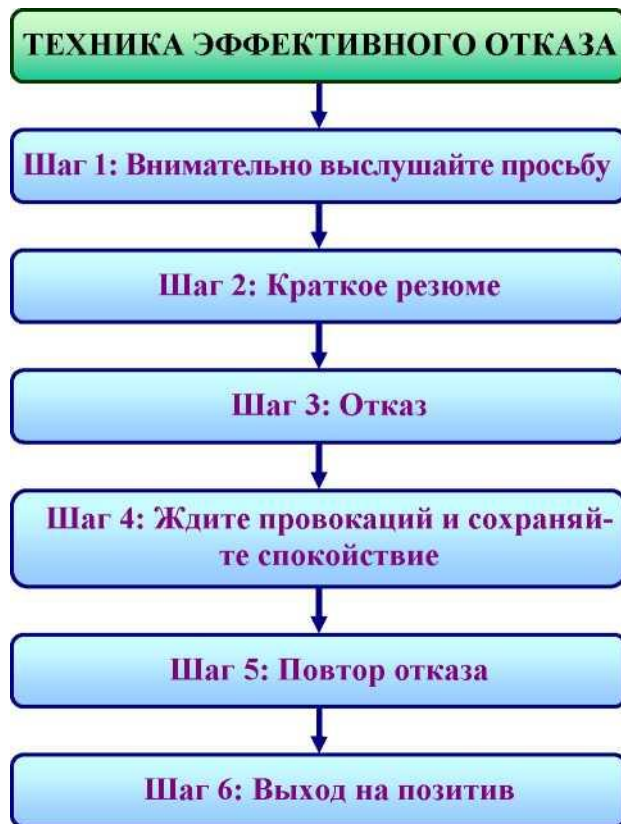 ТЕХНИКА ЭФФЕКТИВНОГО ОТКАЗА
Шаг 1: Внимательно выслушайте просьбу
Шаг 2: Краткое резюме
Шаг 3: Отказ
Шаг 4: Ждите провокаций и сохраняй-
те спокойствие
Шаг 5: Повтор отказа
Шаг 6: Выход на позитив